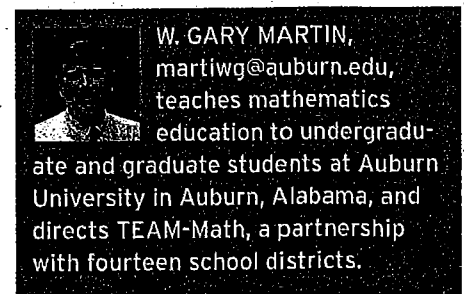 W. GARY MARTIN,
martiwg@auburn.edu,
teaches mathematics
education to undergradu-
ate and graduate students at Auburn
University in Auburn, Alabama, and
directs TEAM-Math, a partnership
with fourteen school districts.